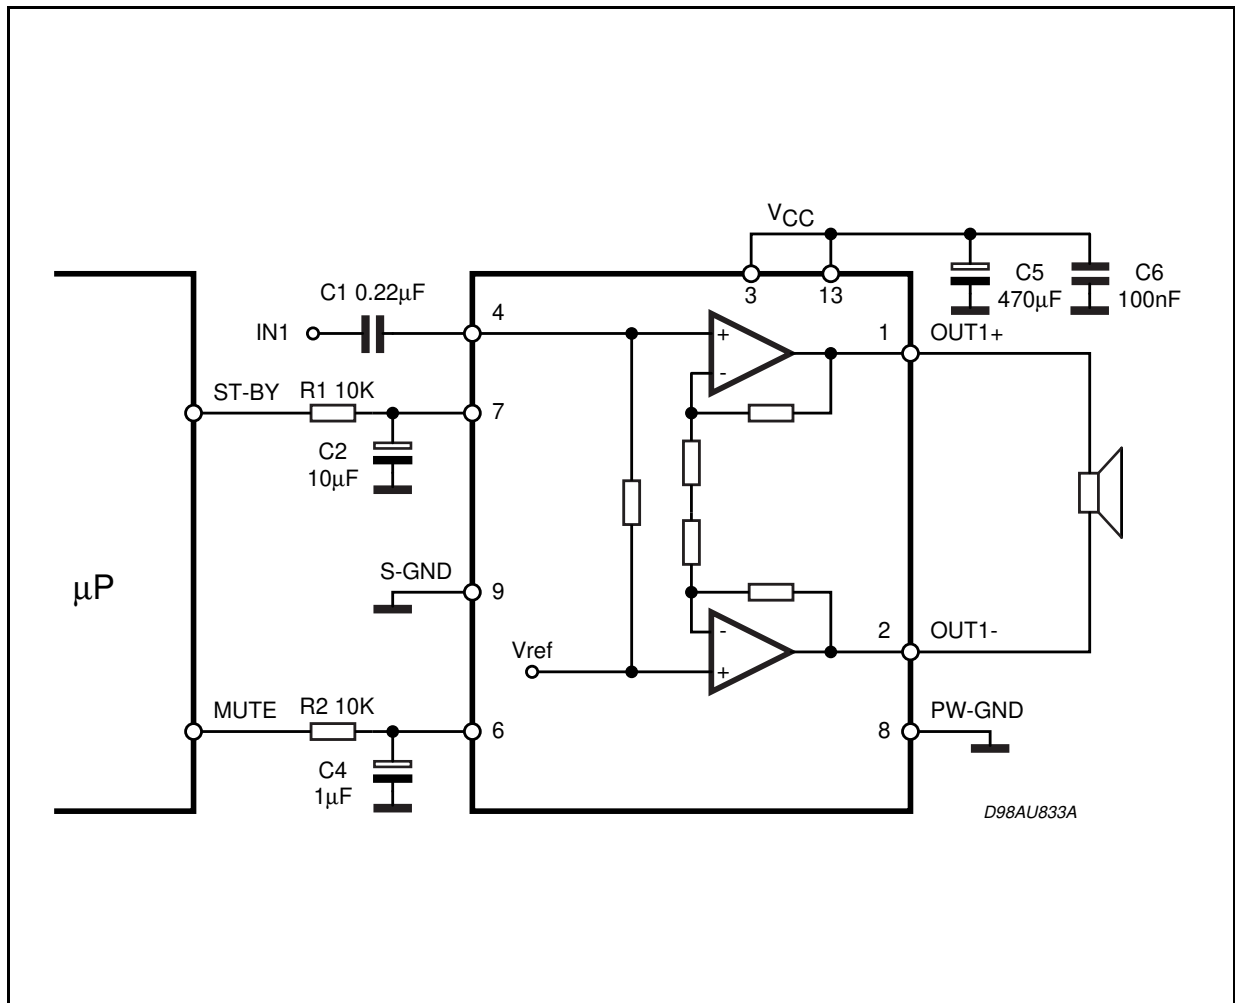 VCC
C5
470µF
C6
100nF
3
13
C1 0.22µF
IN1
4
+
-
1
OUT1+
ST-BY
R1 10K
7
C2
10µF
S-GND
9
µP
Vref
-
+
2
OUT1-
MUTE
R2 10K
6
8
PW-GND
C4
1µF
D98AU833A